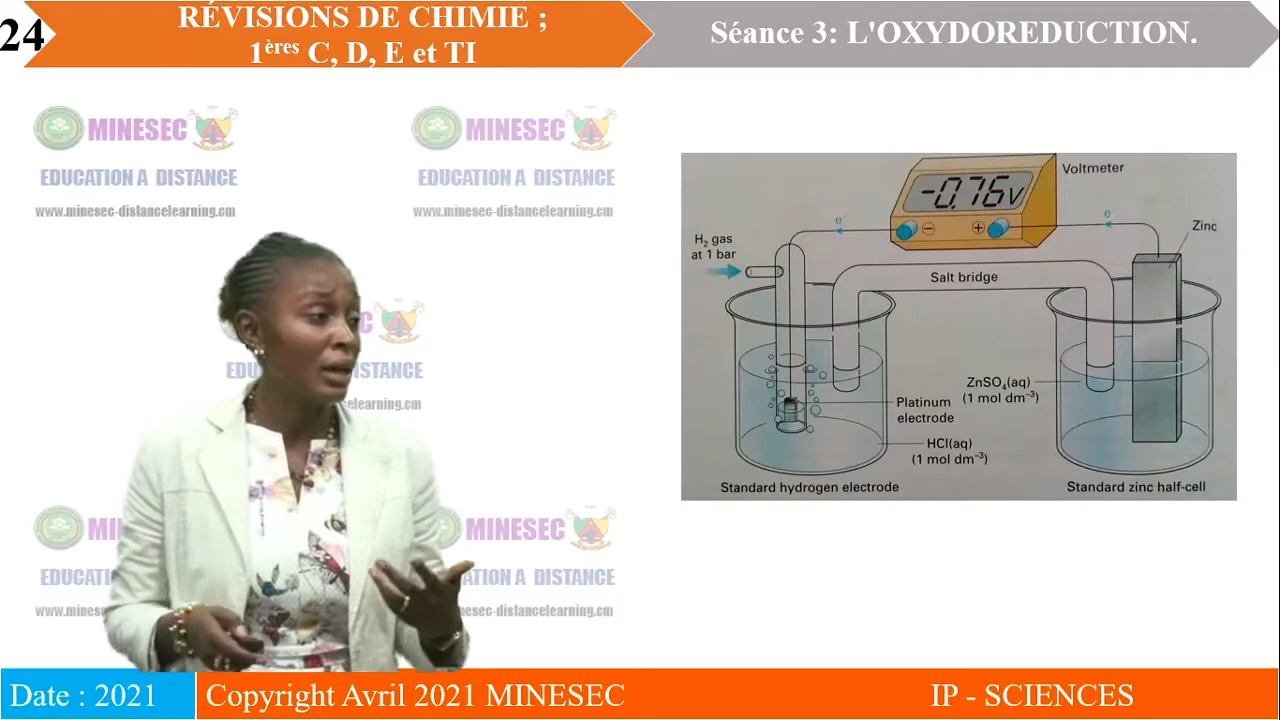 24
RÉVISIONS DE CHIMIE ;
1ères C, D, E et TI
Séance 3: L'OXYDOREDUCTION.
MINESEC
EDUCATION A DISTANCE
www.minesec-distancelearning.cm
MINESEC
EDUCATION A DISTANCE
www.minesec-distancelearning.cm
-0.76v
Voltmeter
− +
e-
e-
Zinc
H2 gas
at 1 bar
Salt bridge
ZnSO4(aq)
(1 mol dm-3)
Platinum
electrode
HCl(aq)
(1 mol dm-3)
Standard hydrogen electrode
Standard zinc half-cell
MINESEC
www.minesec-distancelearning.cm
Date : 2021
Copyright Avril 2021 MINESEC
IP - SCIENCES